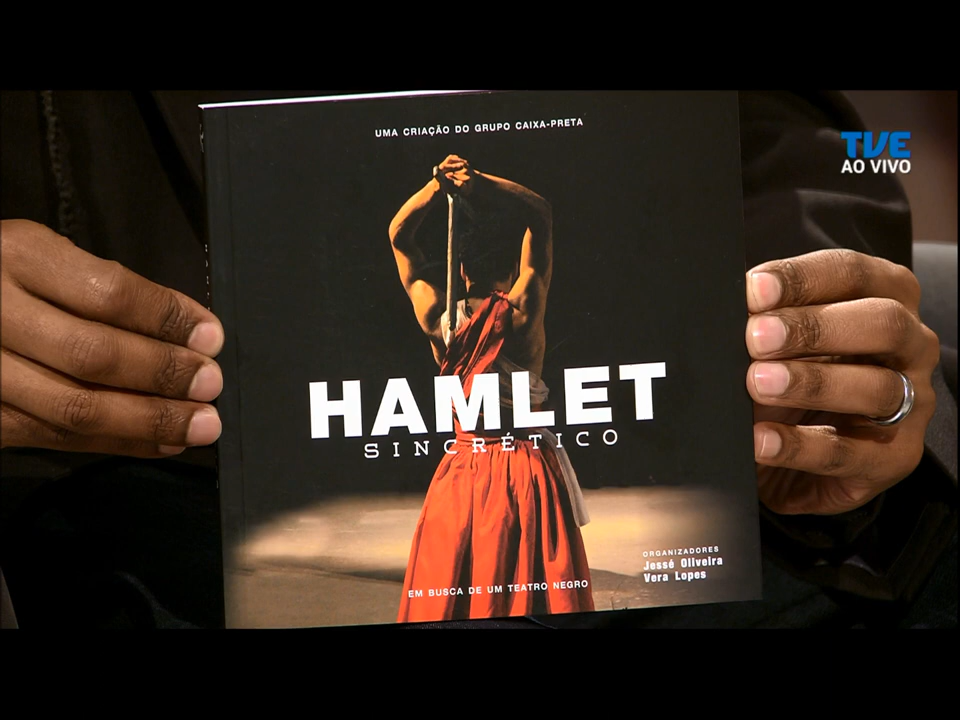 UMA CRIAÇÃO DO GRUPO CAIXA-PRETA
TVE
AO VIVO
HAMLET
SINCRÉTICO
ORGANIZADORES
Jessé Oliveira
Vera Lopes
EM BUSCA DE UM TEATRO NEGRO